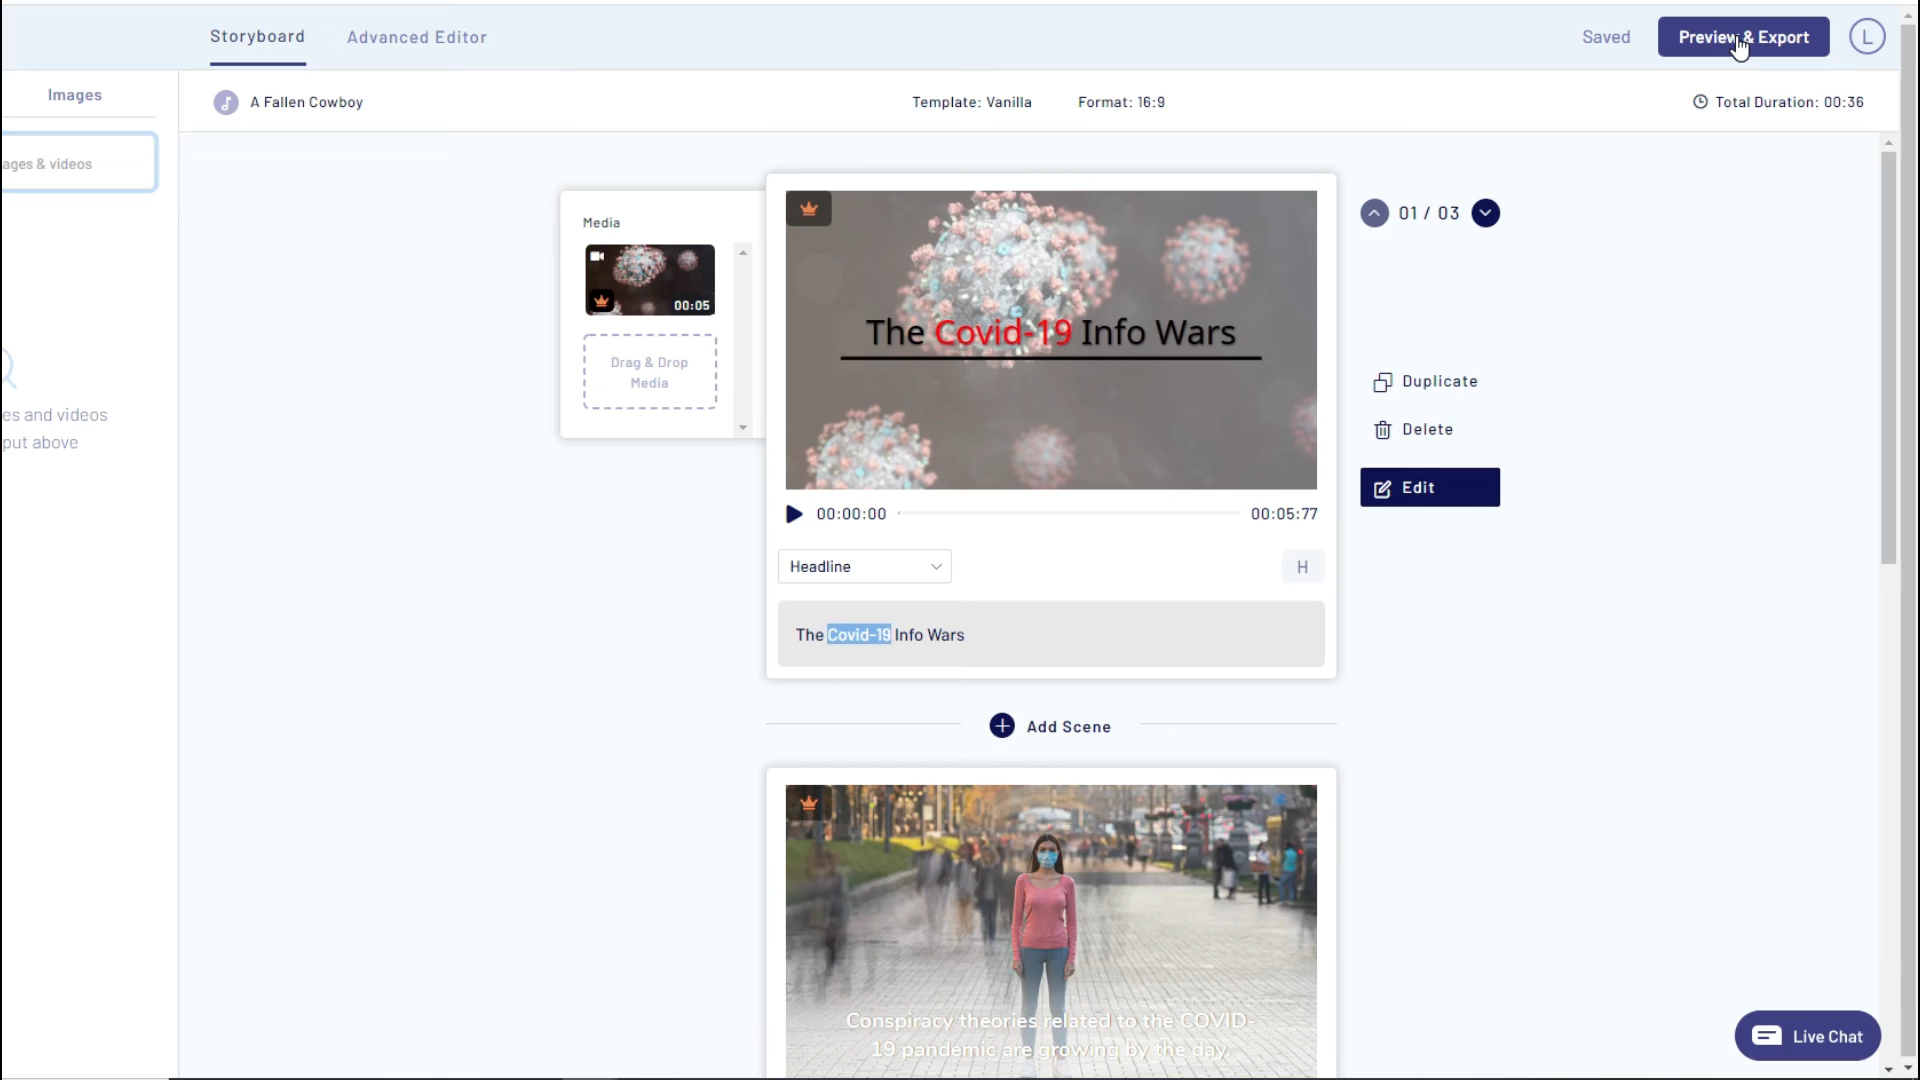 Storyboard
Advanced Editor
Saved
Preview & Export
L
Images
A Fallen Cowboy
Template: Vanilla
Format: 16:9
Total Duration: 00:36
ages & videos
Media
00:05
Drag & Drop
Media
The Covid-19 Info Wars
01 / 03
es and videos
put above
Duplicate
Delete
Edit
00:00:00
00:05:77
Headline
H
The Covid-19 Info Wars
Add Scene
Conspiracy theories related to the COVID-
19 pandemic are growing by the day.
Live Chat